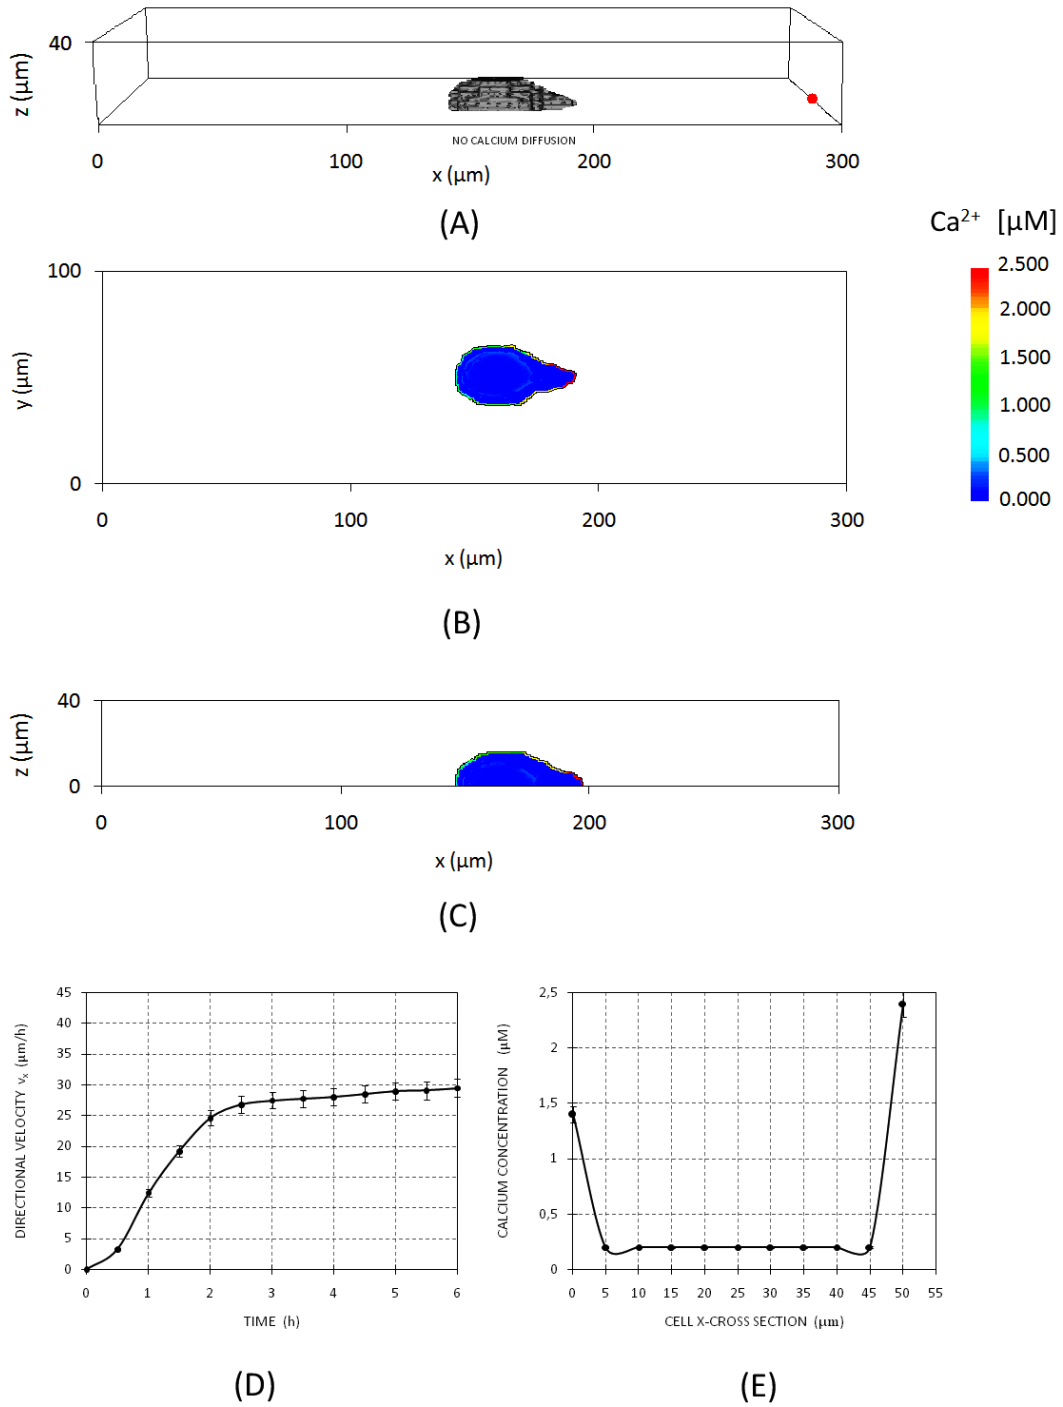 40
z (µm)
NO CALCIUM DIFFUSION
0 100 200 300
x (µm)
(A)
Ca2+ [µM]
2.500
2.000
1.500
1.000
0.500
0.000
100
y (µm)
0
0 100 200 300
x (µm)
(B)
40
z (µm)
0
0 100 200 300
x (µm)
(C)
45
40
35
30
25
20
15
10
5
0
DIRECTIONAL VELOCITY vx (µm/h)
0 1 2 3 4 5 6
TIME (h)
(D)
2,5
2
1,5
1
0,5
0
CALCIUM CONCENTRATION (µM)
0 5 10 15 20 25 30 35 40 45 50 55
CELL X-CROSS SECTION (µm)
(E)